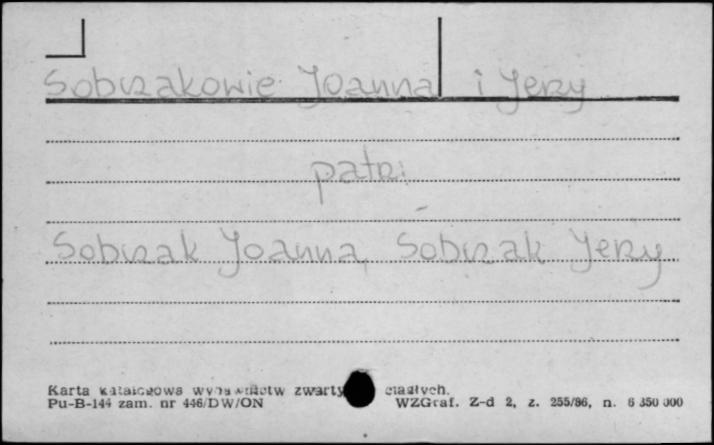 Sobczakowie Joanna i Jerzy
patrz
Sobczak Joanna, Sobczak Jerzy
Karta katalogowa wydawnictw zwarty ciągłych.
Pu-B-144 zam. nr 446/DW/ON WZGraf. Z-d 2, z. 255/86, n. 6 350 000